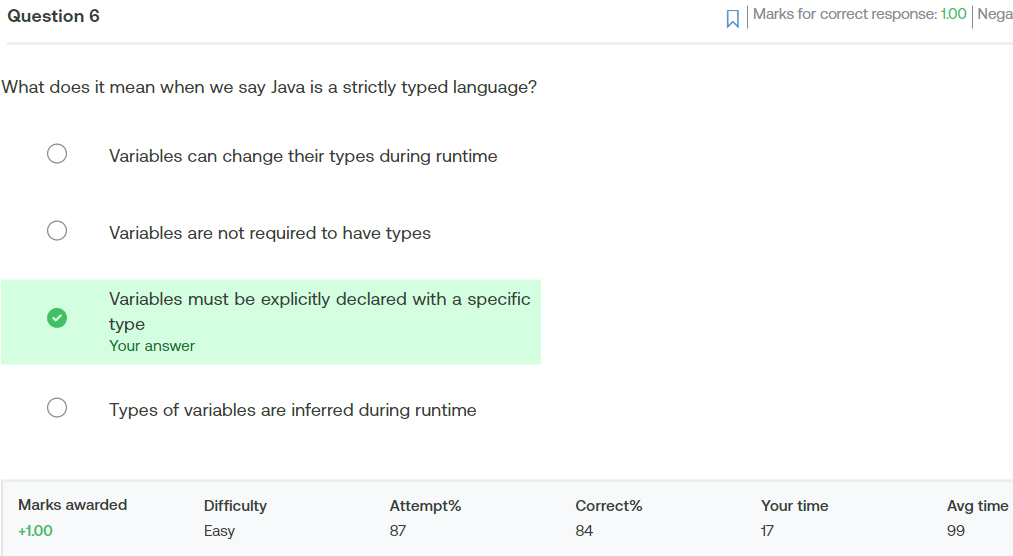 Question 6
Marks for correct response: 1.00
Nega
What does it mean when we say Java is a strictly typed language?
Variables can change their types during runtime
Variables are not required to have types
Variables must be explicitly declared with a specific
type
Your answer
Types of variables are inferred during runtime
Marks awarded Difficulty Attempt% Correct% Your time Avg time
+1.00 Easy 87 84 17 99